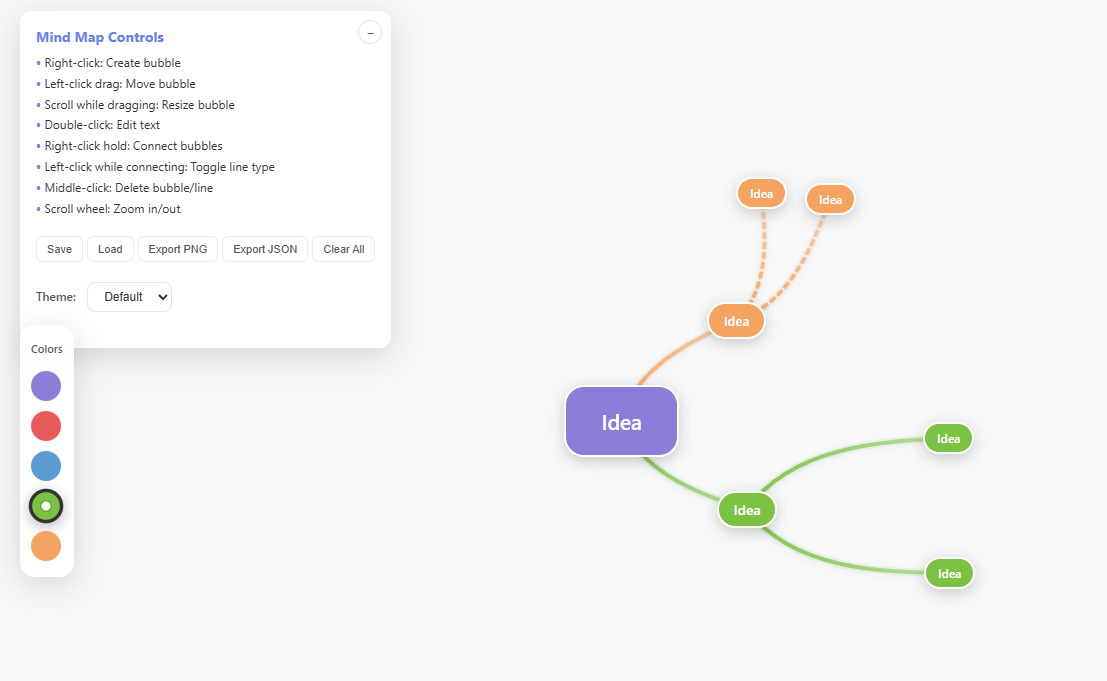 Mind Map Controls
–
• Right-click: Create bubble
• Left-click drag: Move bubble
• Scroll while dragging: Resize bubble
• Double-click: Edit text
• Right-click hold: Connect bubbles
• Left-click while connecting: Toggle line type
• Middle-click: Delete bubble/line
• Scroll wheel: Zoom in/out
Save Load Export PNG Export JSON Clear All
Theme: Default
Colors
Idea
Idea
Idea
Idea
Idea
Idea
Idea